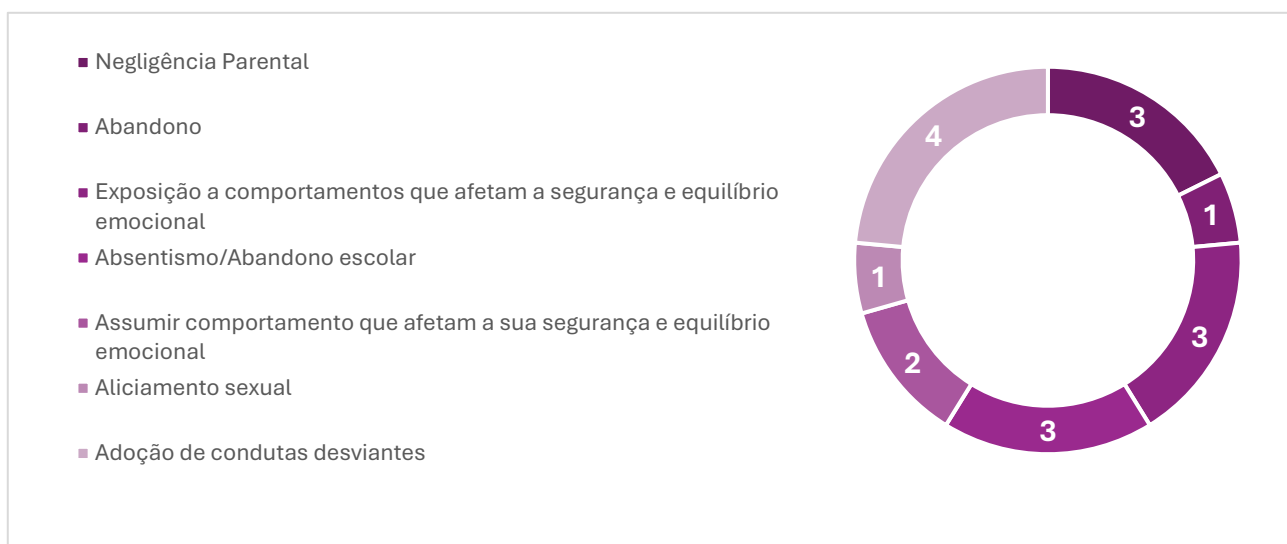 Negligência Parental
Abandono
Exposição a comportamentos que afetam a segurança e equilíbrio
emocional
Absentismo/Abandono escolar
Assumir comportamento que afetam a sua segurança e equilíbrio
emocional
Aliciamento sexual
Adoção de condutas desviantes
3
1
3
3
2
1
4